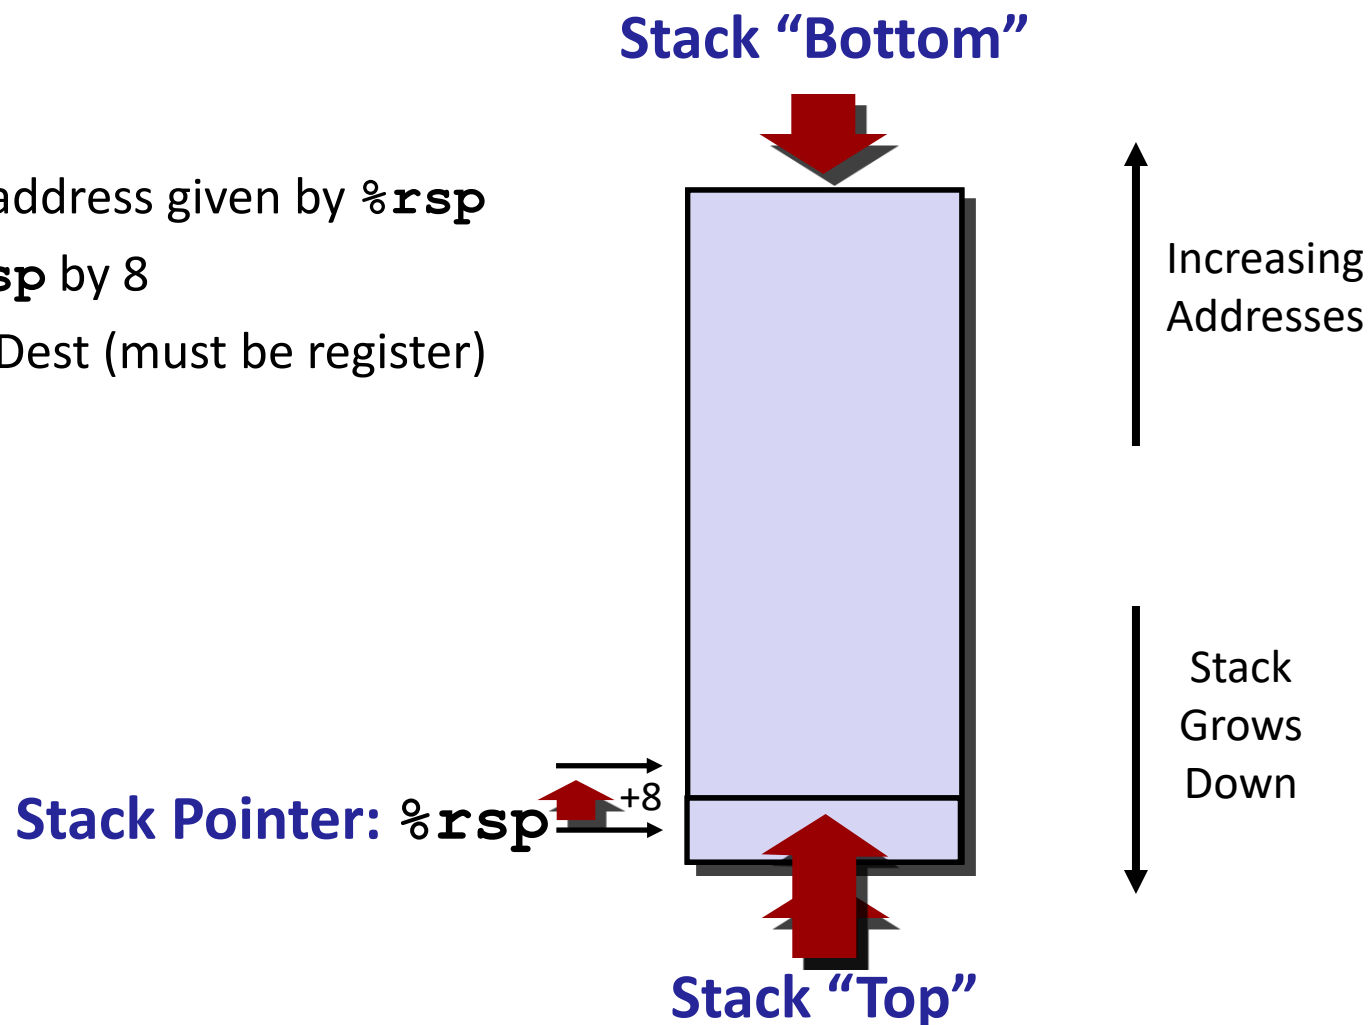 Stack “Bottom”
address given by %rsp
sp by 8
Dest (must be register)
Increasing
Addresses
Stack
Grows
Down
+8
Stack Pointer: %rsp
Stack “Top”